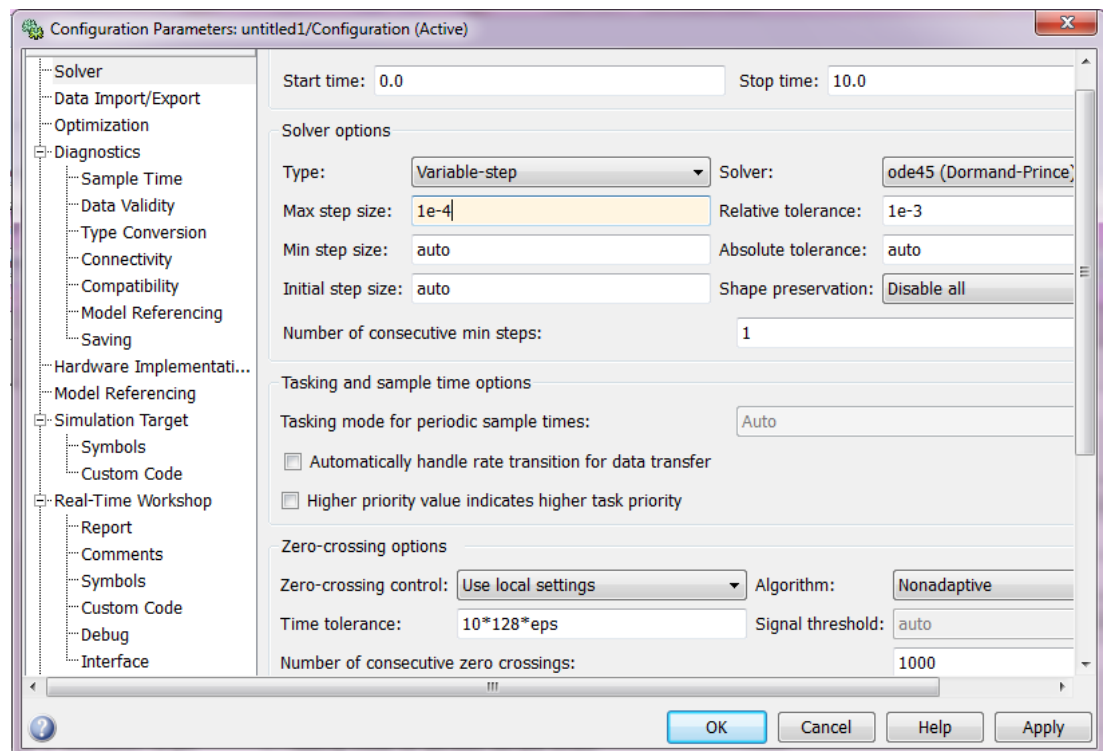 Configuration Parameters: untitled1/Configuration (Active)
Solver
Data Import/Export
Optimization
Diagnostics
Sample Time
Data Validity
Type Conversion
Connectivity
Compatibility
Model Referencing
Saving
Hardware Implementati...
Model Referencing
Simulation Target
Symbols
Custom Code
Real-Time Workshop
Report
Comments
Symbols
Custom Code
Debug
Interface
Start time: 0.0 Stop time: 10.0
Solver options
Type: Variable-step Solver: ode45 (Dormand-Prince)
Max step size: 1e-4 Relative tolerance: 1e-3
Min step size: auto Absolute tolerance: auto
Initial step size: auto Shape preservation: Disable all
Number of consecutive min steps: 1
Tasking and sample time options
Tasking mode for periodic sample times: Auto
Automatically handle rate transition for data transfer
Higher priority value indicates higher task priority
Zero-crossing options
Zero-crossing control: Use local settings Algorithm: Nonadaptive
Time tolerance: 10*128*eps Signal threshold: auto
Number of consecutive zero crossings: 1000
OK Cancel Help Apply